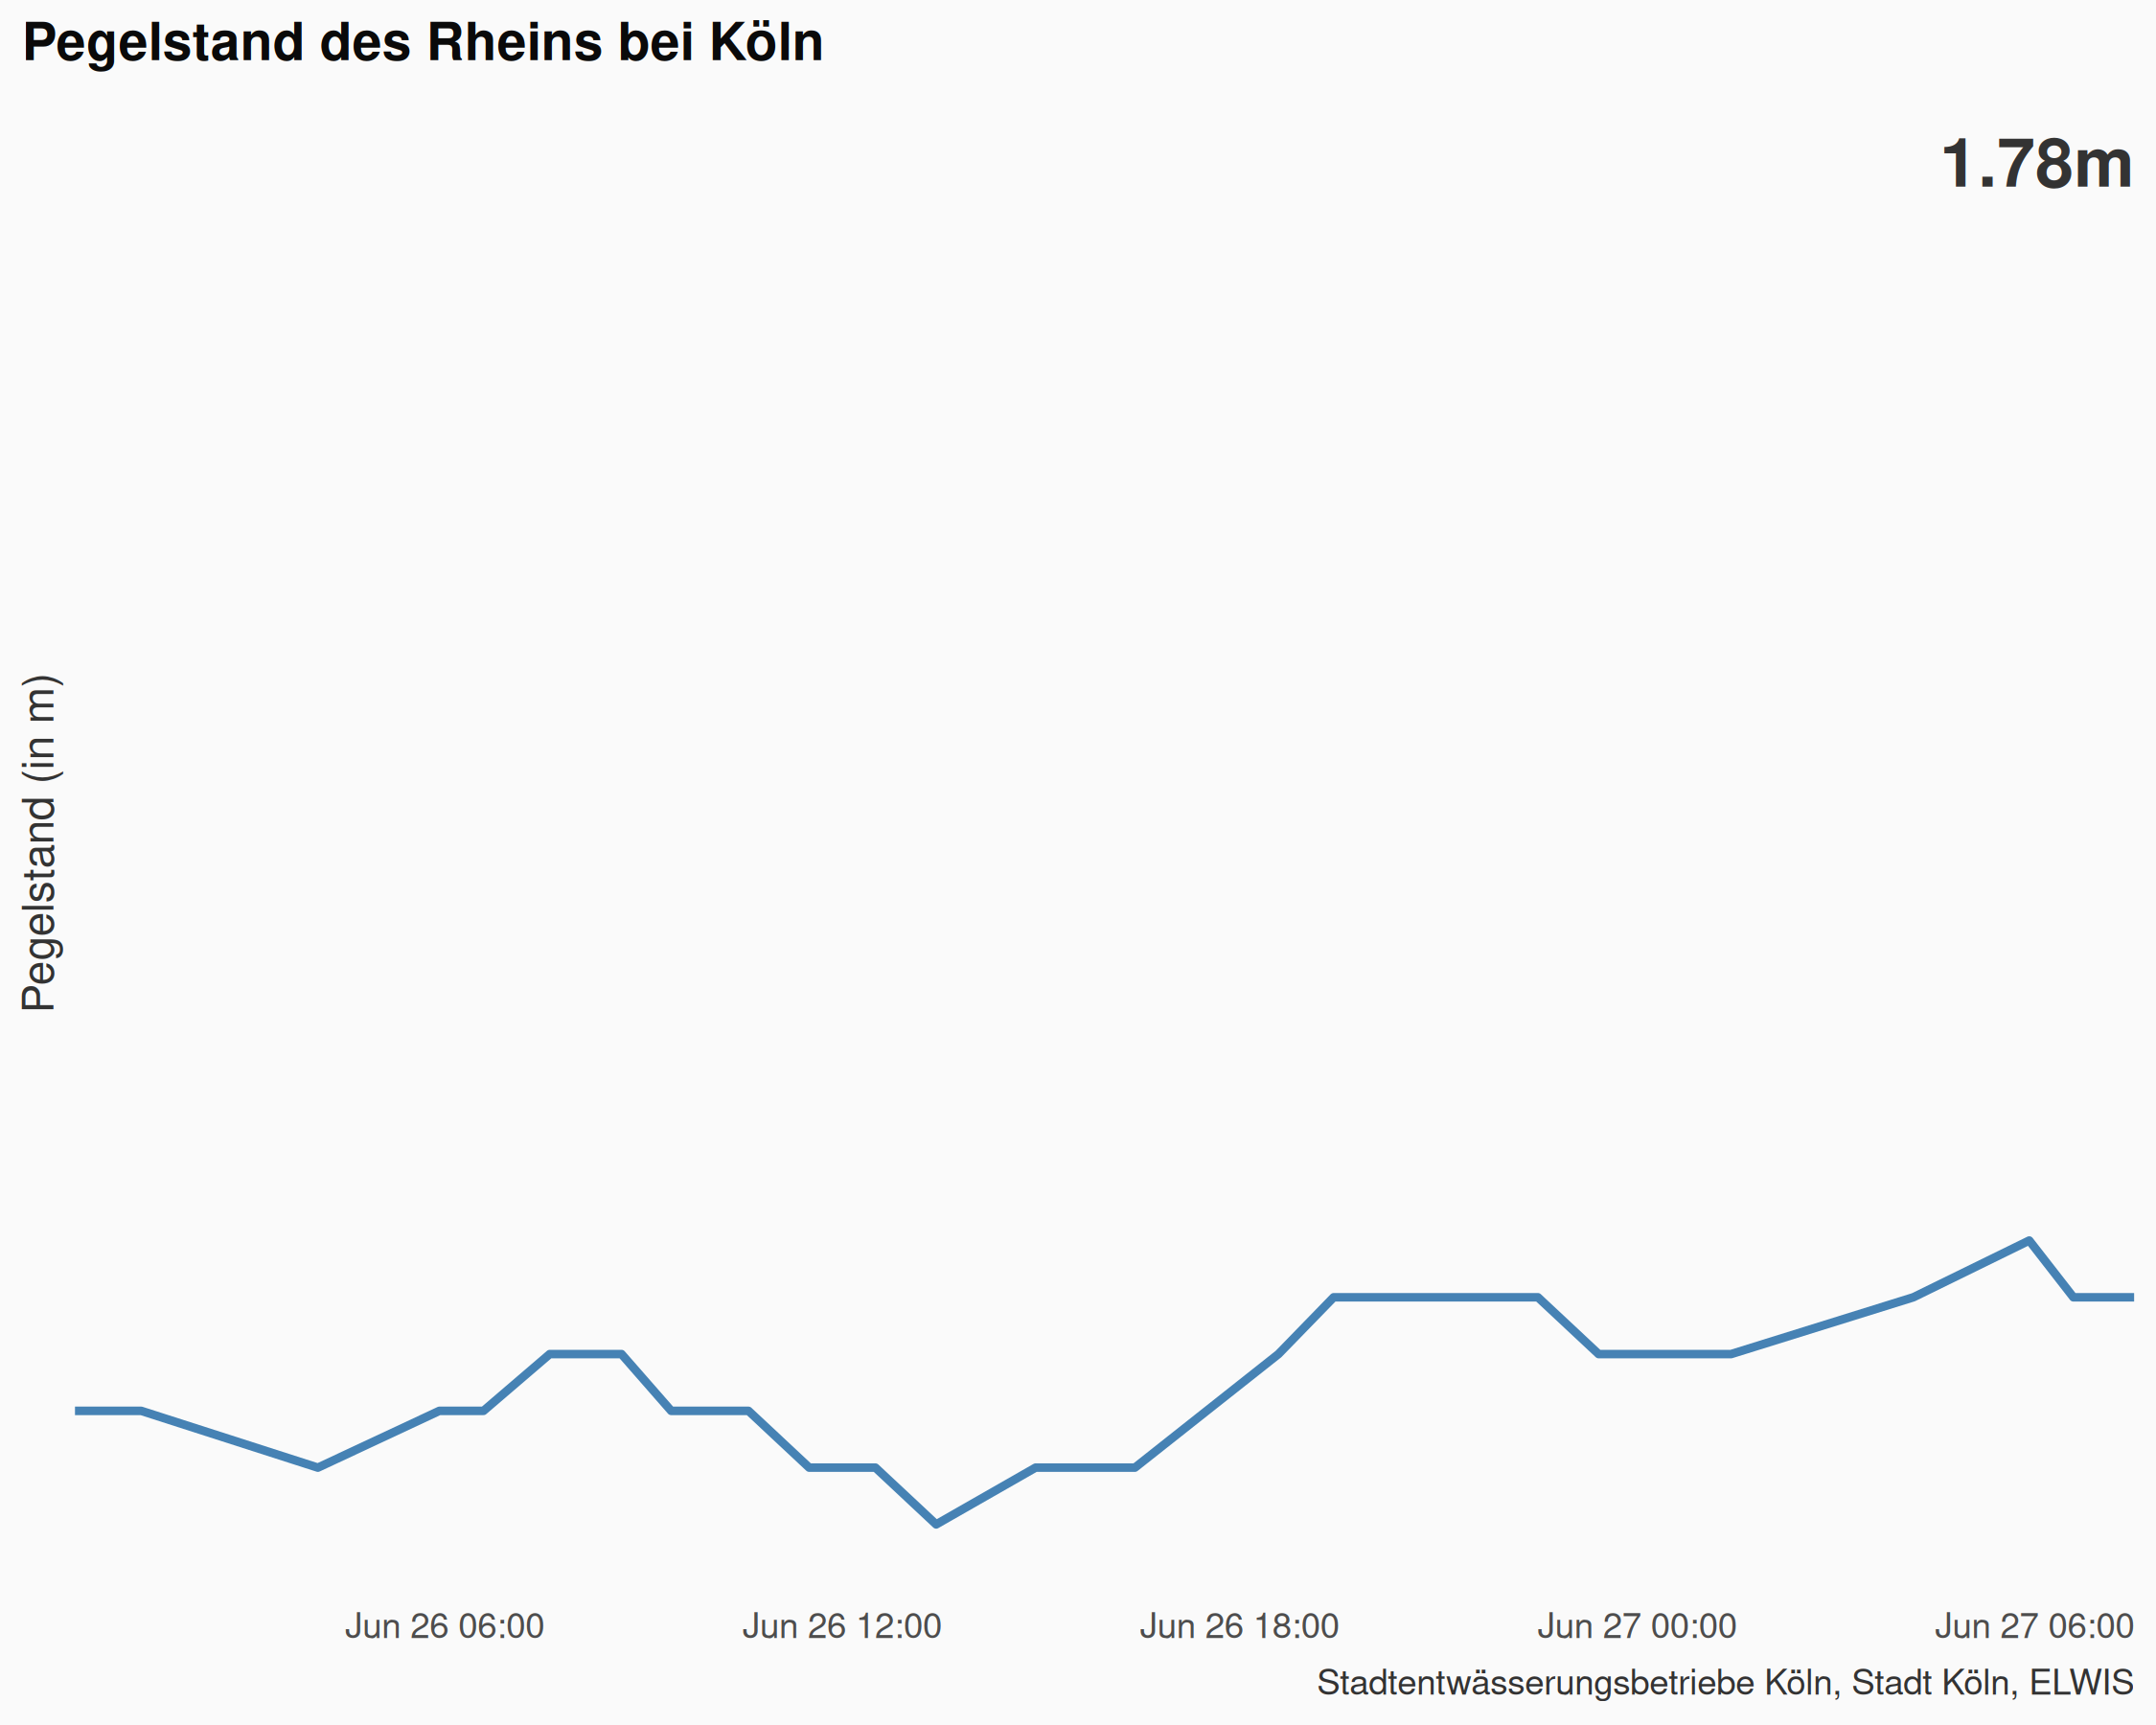 Pegelstand des Rheins bei Köln
1.78m
Pegelstand (in m)
Jun 26 06:00
Jun 26 12:00
Jun 26 18:00
Jun 27 00:00
Jun 27 06:00
Stadtentwässerungsbetriebe Köln, Stadt Köln, ELWIS